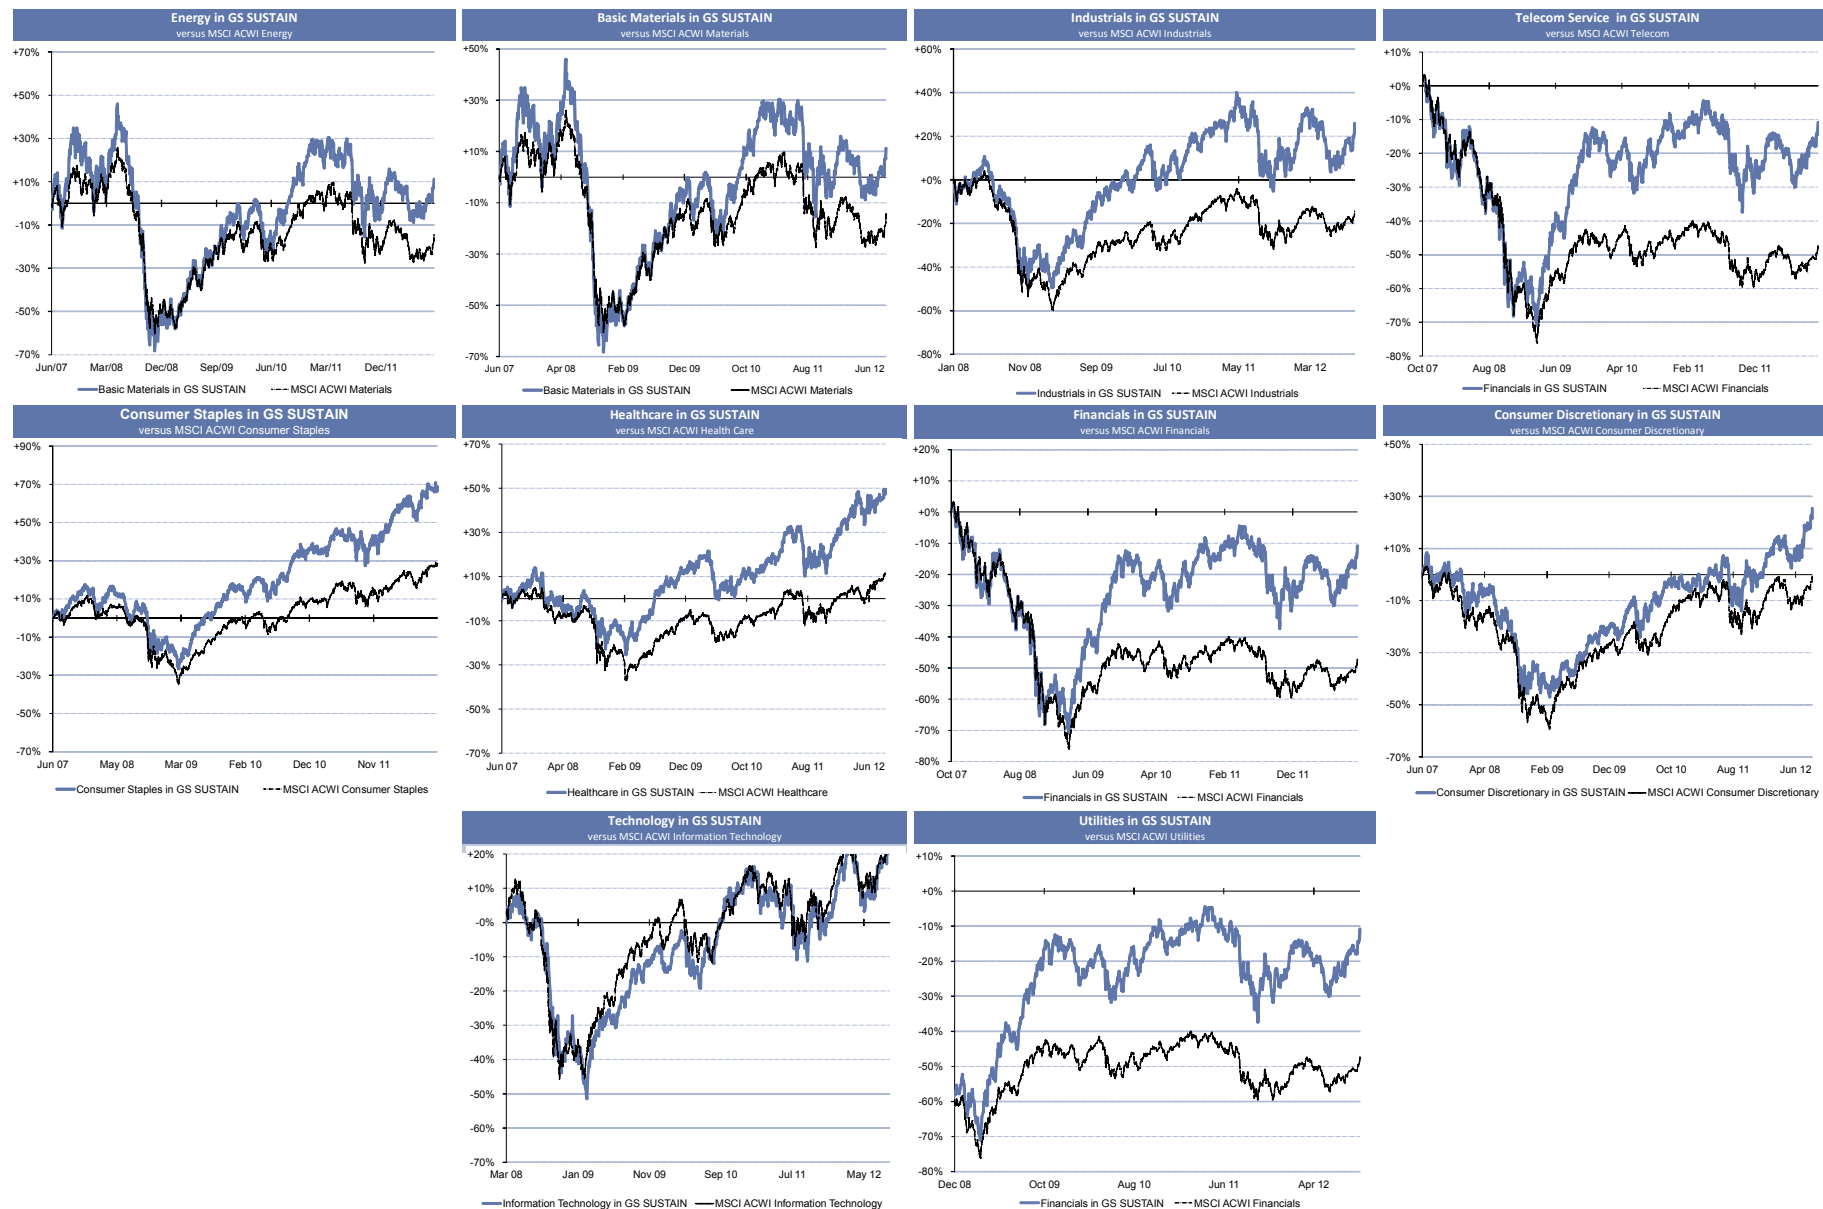 Energy in GS SUSTAIN
versus MSCI ACWI Energy
+70%
+50%
+30%
+10%
-10%
-30%
-50%
-70%
Jun/07 Mar/08 Dec/08 Sep/09 Jun/10 Mar/11 Dec/11
Basic Materials in GS SUSTAIN MSCI ACWI Materials
Basic Materials in GS SUSTAIN
versus MSCI ACWI Materials
+50%
+30%
+10%
-10%
-30%
-50%
-70%
Jun 07 Apr 08 Feb 09 Dec 09 Oct 10 Aug 11 Jun 12
Basic Materials in GS SUSTAIN MSCI ACWI Materials
Industrials in GS SUSTAIN
versus MSCI ACWI Industrials
+60%
+40%
+20%
+0%
-20%
-40%
-60%
-80%
Jan 08 Nov 08 Sep 09 Jul 10 May 11 Mar 12
Industrials in GS SUSTAIN MSCI ACWI Industrials
Telecom Service in GS SUSTAIN
versus MSCI ACWI Telecom
+10%
+0%
-10%
-20%
-30%
-40%
-50%
-60%
-70%
-80%
Oct 07 Aug 08 Jun 09 Apr 10 Feb 11 Dec 11
Financials in GS SUSTAIN MSCI ACWI Financials
Consumer Staples in GS SUSTAIN
versus MSCI ACWI Consumer Staples
+90%
+70%
+50%
+30%
+10%
-10%
-30%
-50%
-70%
Jun 07 May 08 Mar 09 Feb 10 Dec 10 Nov 11
Consumer Staples in GS SUSTAIN MSCI ACWI Consumer Staples
Healthcare in GS SUSTAIN
versus MSCI ACWI Health Care
+70%
+50%
+30%
+10%
-10%
-30%
-50%
-70%
Jun 07 Apr 08 Feb 09 Dec 09 Oct 10 Aug 11 Jun 12
Healthcare in GS SUSTAIN MSCI ACWI Healthcare
Financials in GS SUSTAIN
versus MSCI ACWI Financials
+20%
+10%
+0%
-10%
-20%
-30%
-40%
-50%
-60%
-70%
-80%
Oct 07 Aug 08 Jun 09 Apr 10 Feb 11 Dec 11
Financials in GS SUSTAIN MSCI ACWI Financials
Consumer Discretionary in GS SUSTAIN
versus MSCI ACWI Consumer Discretionary
+50%
+30%
+10%
-10%
-30%
-50%
-70%
Jun 07 Apr 08 Feb 09 Dec 09 Oct 10 Aug 11 Jun 12
Consumer Discretionary in GS SUSTAIN MSCI ACWI Consumer Discretionary
Technology in GS SUSTAIN
versus MSCI ACWI Information Technology
+20%
+10%
-0%
-10%
-20%
-30%
-40%
-50%
-60%
-70%
Mar 08 Jan 09 Nov 09 Sep 10 Jul 11 May 12
Information Technology in GS SUSTAIN MSCI ACWI Information Technology
Utilities in GS SUSTAIN
versus MSCI ACWI Utilities
+10%
+0%
-10%
-20%
-30%
-40%
-50%
-60%
-70%
-80%
Dec 08 Oct 09 Aug 10 Jun 11 Apr 12
Financials in GS SUSTAIN MSCI ACWI Financials